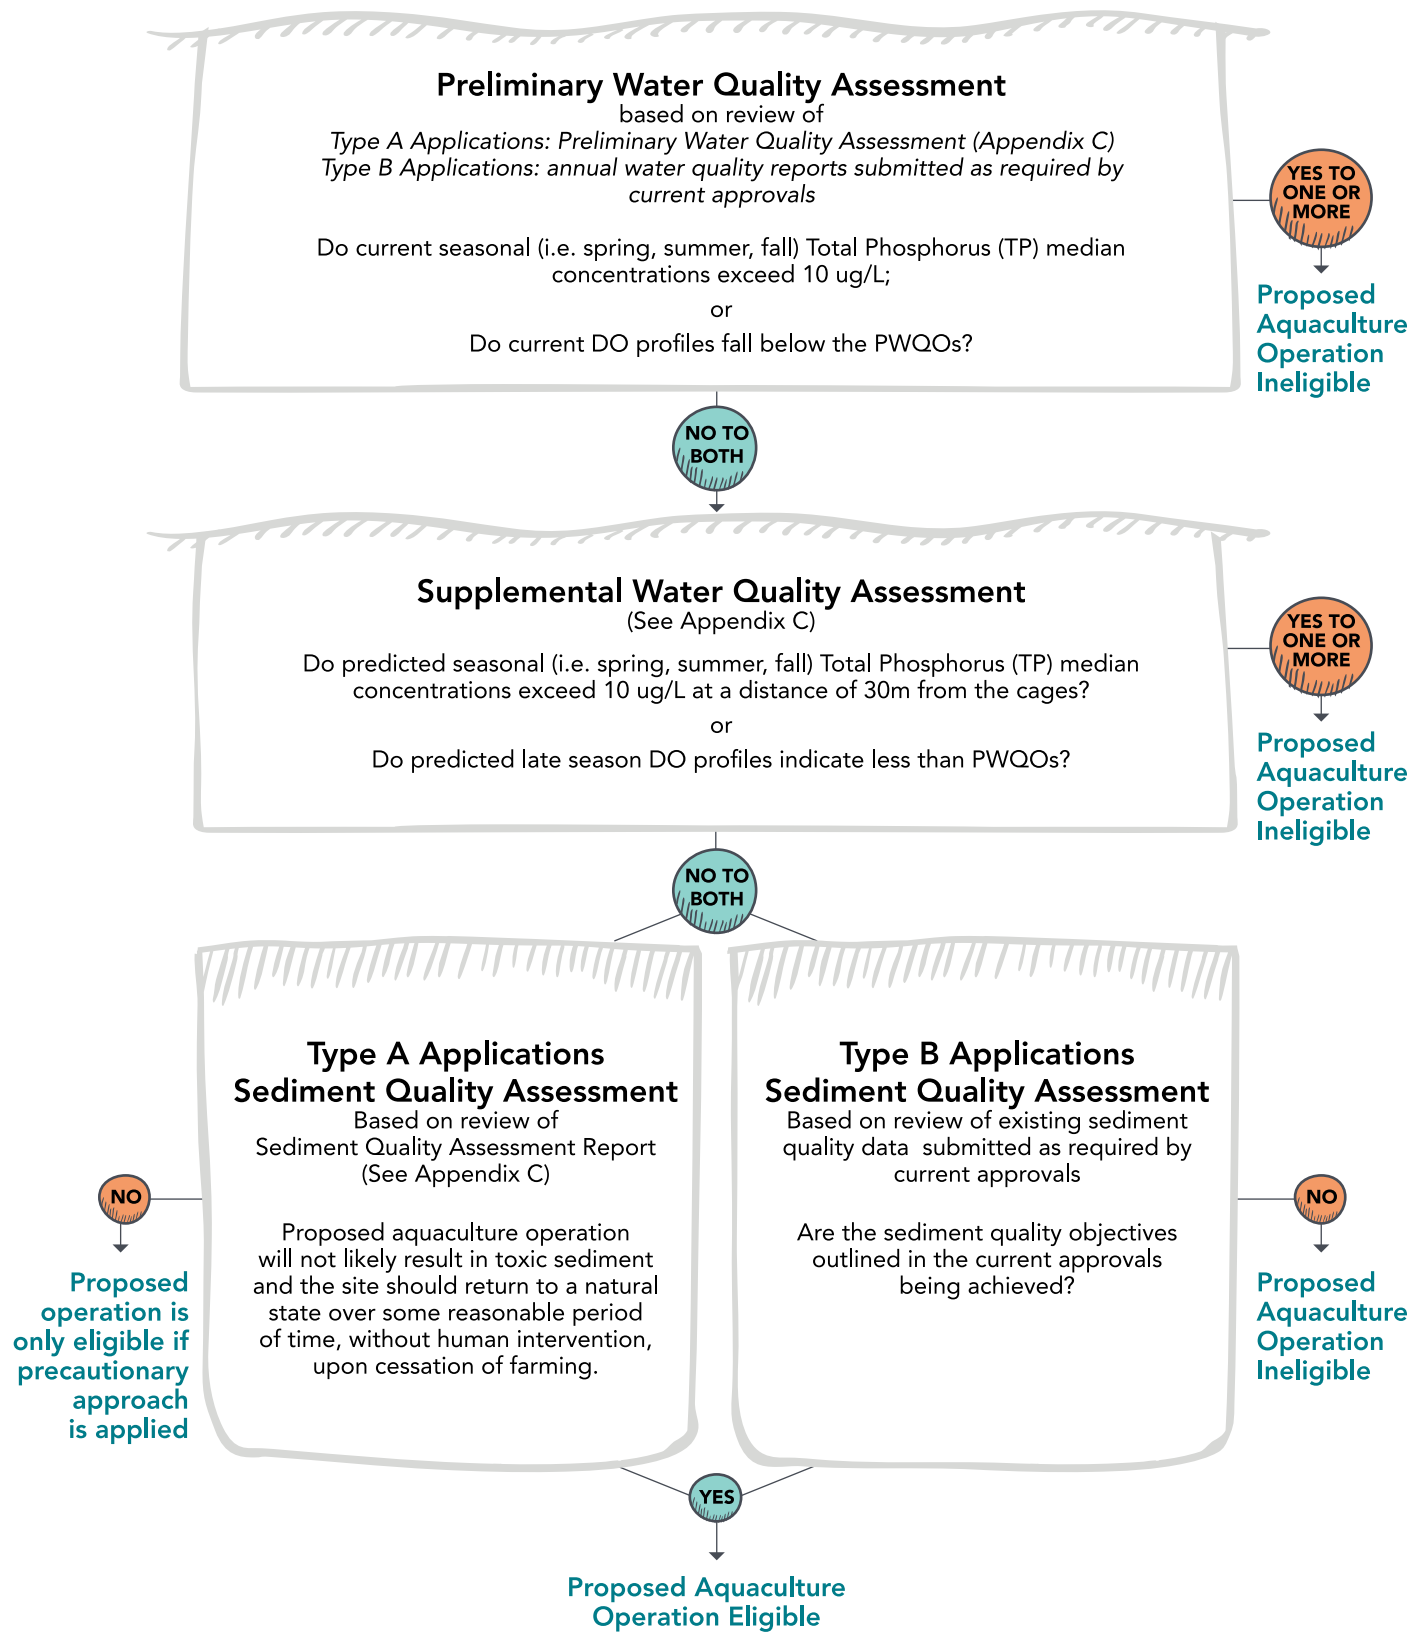 Preliminary Water Quality Assessment
based on review of
Type A Applications: Preliminary Water Quality Assessment (Appendix C)
Type B Applications: annual water quality reports submitted as required by
current approvals
Do current seasonal (i.e. spring, summer, fall) Total Phosphorus (TP) median
concentrations exceed 10 ug/L;
or
Do current DO profiles fall below the PWQOs?
YES TO
ONE OR
MORE
Proposed
Aquaculture
Operation
Ineligible
NO TO
BOTH
Supplemental Water Quality Assessment
(See Appendix C)
Do predicted seasonal (i.e. spring, summer, fall) Total Phosphorus (TP) median
concentrations exceed 10 ug/L at a distance of 30m from the cages?
or
Do predicted late season DO profiles indicate less than PWQOs?
YES TO
ONE OR
MORE
Proposed
Aquaculture
Operation
Ineligible
NO TO
BOTH
Type A Applications
Sediment Quality Assessment
Based on review of
Sediment Quality Assessment Report
(See Appendix C)
Proposed aquaculture operation
will not likely result in toxic sediment
and the site should return to a natural
state over some reasonable period
of time, without human intervention,
upon cessation of farming.
NO
Proposed
operation is
only eligible if
precautionary
approach
is applied
Type B Applications
Sediment Quality Assessment
Based on review of existing sediment
quality data  submitted as required by
current approvals
Are the sediment quality objectives
outlined in the current approvals
being achieved?
NO
Proposed
Aquaculture
Operation
Ineligible
YES
Proposed Aquaculture
Operation Eligible